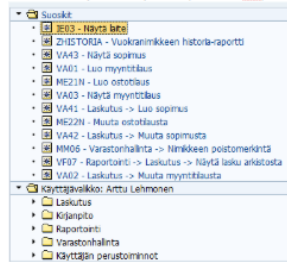 Suosikit
IE03 - Näytä laite
ZHISTORIA - Vuokranimikkeen historia-raportti
VA43 - Näytä sopimus
VA01 - Luo myyntitilaus
ME21N - Luo ostotilaus
VA03 - Näytä myyntitilaus
VA41 - Laskutus -> Luo sopimus
ME22N - Muuta ostotilausta
VA42 - Laskutus -> Muuta sopimusta
MM06 - Varastonhallinta -> Nimikkeen poistomerkintä
VF07 - Raportointi -> Laskutus -> Näytä lasku arkistosta
VA02 - Laskutus -> Muuta myyntitilausta
Käyttäjävalikko: Arttu Lehmonen
Laskutus
Kirjanpito
Raportointi
Varastonhallinta
Käyttäjän perustoiminnot